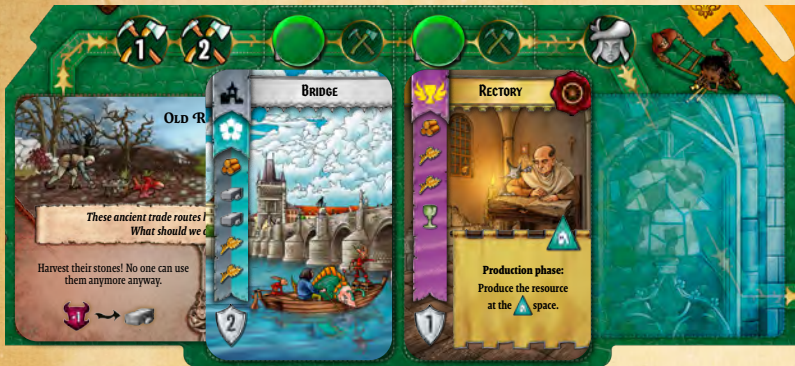 1
2
Old R
These ancient trade routes
What should we
Harvest their stones! No one can use
them anymore anyway.
-1
Bridge
2
Rectory
Production phase:
Produce the resource
at the space.
1